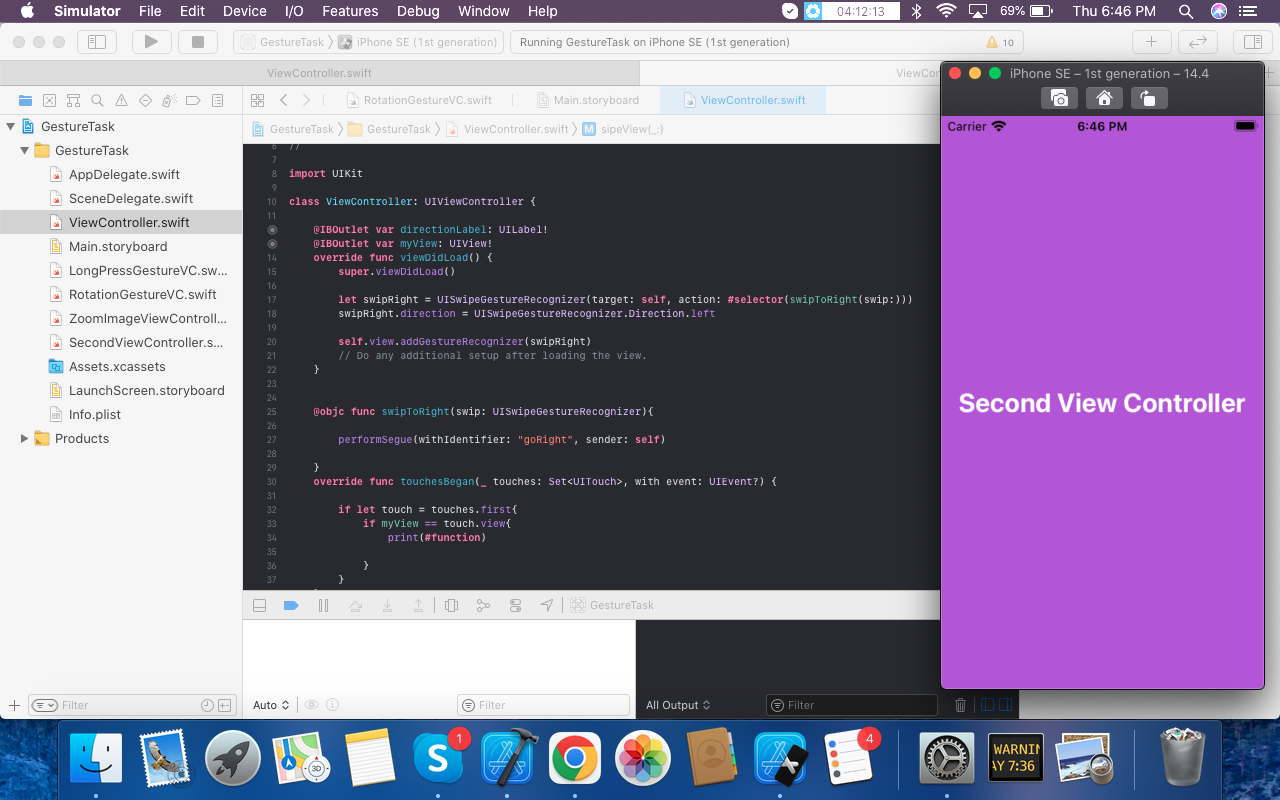 Simulator File Edit Device I/O Features Debug Window Help 04:12:13 69% Thu 6:46 PM
GestureTask iPhone SE (1st generation) Running GestureTask on iPhone SE (1st generation) 10
ViewController.swift ViewCo
RotationGestureVC.swift Main.storyboard ViewController.swift
GestureTask GestureTask ViewController.swift M sipeView(_:)
GestureTask
GestureTask
AppDelegate.swift
SceneDelegate.swift
ViewController.swift
Main.storyboard
LongPressGestureVC.sw...
RotationGestureVC.swift
ZoomImageViewControll...
SecondViewController.s...
Assets.xcassets
LaunchScreen.storyboard
Info.plist
Products
Filter
6 //
7
8 import UIKit
9
10 class ViewController: UIViewController {
11
@IBOutlet var directionLabel: UILabel!
@IBOutlet var myView: UIView!
14 override func viewDidLoad() {
15 super.viewDidLoad()
16
17 let swipRight = UISwipeGestureRecognizer(target: self, action: #selector(swipToRight(swip:)))
18 swipRight.direction = UISwipeGestureRecognizer.Direction.left
19
20 self.view.addGestureRecognizer(swipRight)
21 // Do any additional setup after loading the view.
22 }
23
24
25 @objc func swipToRight(swip: UISwipeGestureRecognizer){
26
27 performSegue(withIdentifier: "goRight", sender: self)
28
29 }
30 override func touchesBegan(_ touches: Set<UITouch>, with event: UIEvent?) {
31
32 if let touch = touches.first{
33 if myView == touch.view{
34 print(#function)
35
36 }
37 }
GestureTask
Auto Filter
All Output Filter
iPhone SE – 1st generation – 14.4
Carrier 6:46 PM
Second View Controller
1
3D
4
WARNIN
AY 7:36